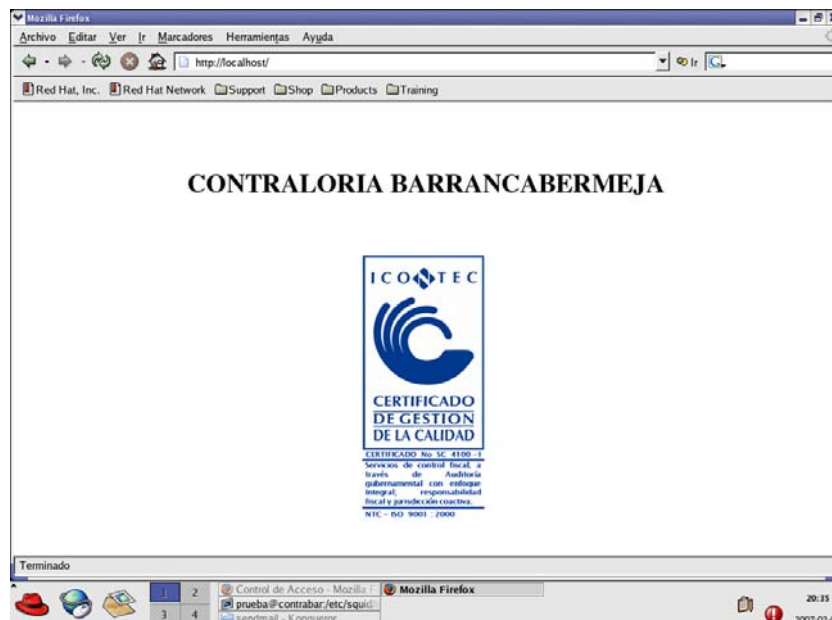 Mozilla Firefox
Archivo Editar Ver Ir Marcadores Herramientas Ayuda
http://localhost/
Ir
Red Hat, Inc. Red Hat Network Support Shop Products Training
CONTRALORIA BARRANCABERMEJA
ICONTEC
CERTIFICADO
DE GESTION
DE LA CALIDAD
CERTIFICADO No SC 4100 -1
Servicios de control fiscal, a
través de Auditoría
gubernamental con enfoque
integral; responsabilidad
fiscal y jurisdicción coactiva.
NTC - ISO 9001 : 2000
Terminado
1 2
Control de Acceso - Mozilla F
Mozilla Firefox
prueba@contrabar:/etc/squid
3 4
sendmail - Konqueror
20:35